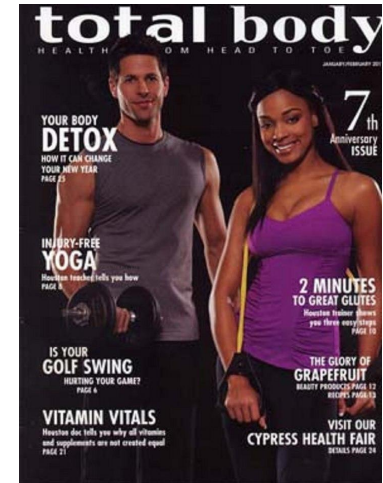 total body
HEALTH FROM HEAD TO TOE
JANUARY/FEBRUARY
7th
Anniversary
ISSUE
YOUR BODY
DETOX
HOW IT CAN CHANGE
YOUR NEW YEAR
PAGE 25
INJURY-FREE
YOGA
Houston teacher tells you how
PAGE 8
2 MINUTES
TO GREAT GLUTES
Houston trainer shows
you three easy steps
PAGE 10
IS YOUR
GOLF SWING
HURTING YOUR GAME?
PAGE 6
THE GLORY OF
GRAPEFRUIT
BEAUTY PRODUCTS PAGE 12
RECIPES PAGE 13
VITAMIN VITALS
Houston doc tells you why all vitamins
and supplements are not created equal
PAGE 21
VISIT OUR
CYPRESS HEALTH FAIR
DETAILS PAGE 24